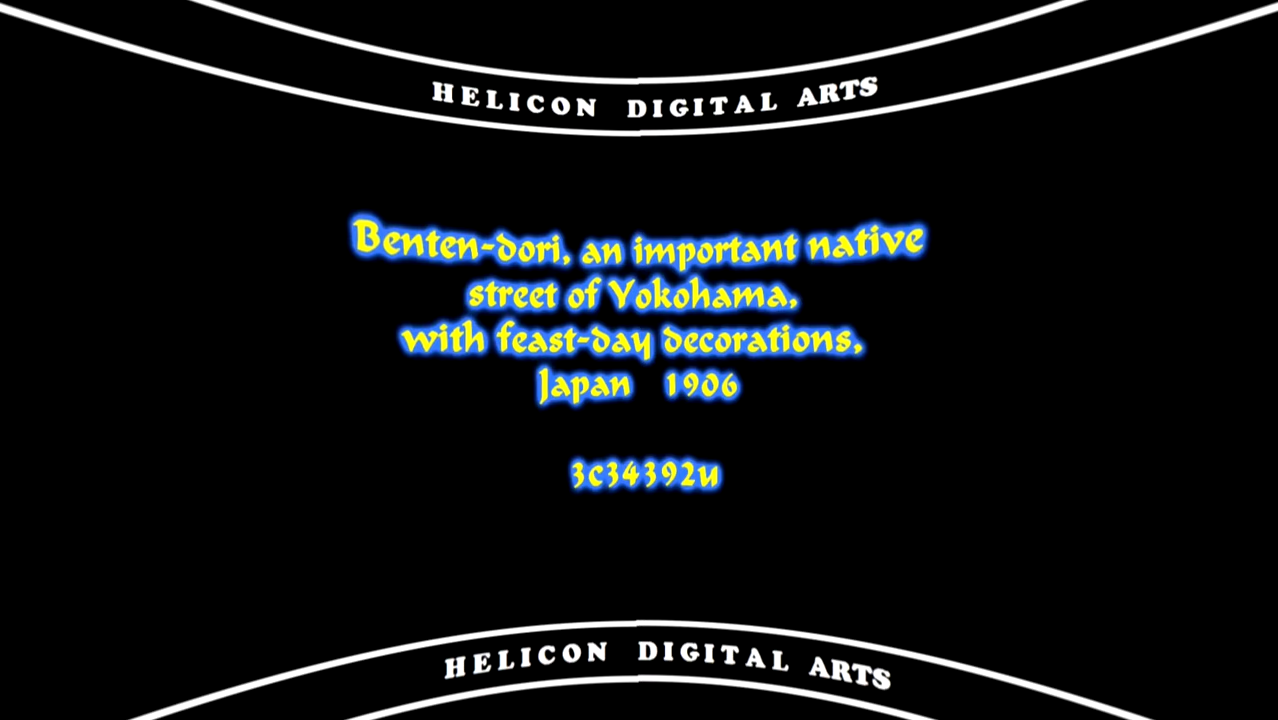 HELICON DIGITAL ARTS
Benten-dori, an important native
street of Yokohama,
with feast-day decorations,
Japan 1906
3c34392u
HELICON DIGITAL ARTS